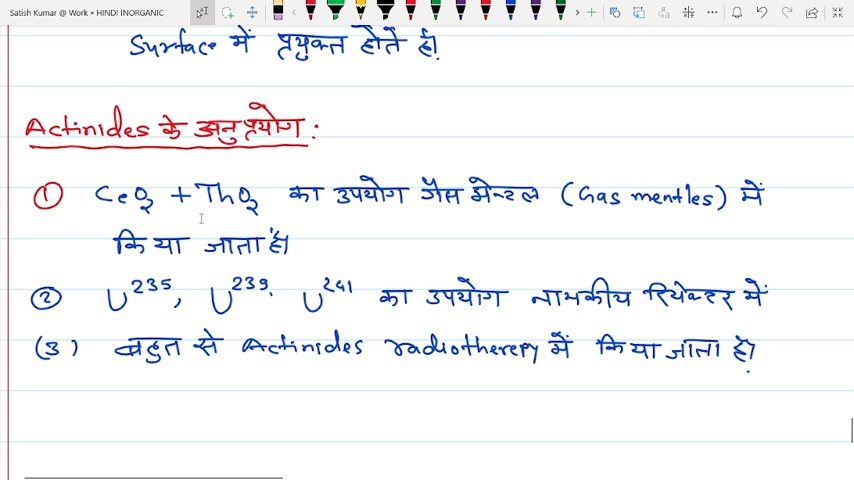 Satish Kumar @ Work » HINDI INORGANIC
Surface में प्रयुक्त होते हैं।
Actinides के अनुप्रयोग:
① CeO2 + ThO2 का उपयोग गैस मेन्टल (Gas mentles) में
किया जाता है।
② U235, U239, U241 का उपयोग नाभकीय रियेक्टर में
(3) बहुत से Actinides radiotherepy में किया जाता है।